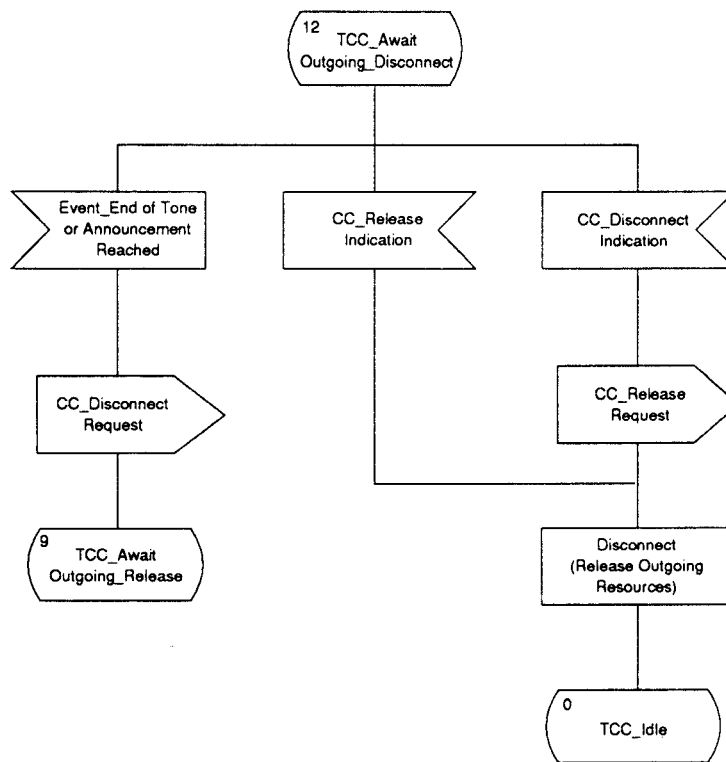 12
TCC_Await
Outgoing_Disconnect
Event_End of Tone
or Announcement
Reached
CC_Release
Indication
CC_Disconnect
Indication
CC_Disconnect
Request
CC_Release
Request
9
TCC_Await
Outgoing_Release
Disconnect
(Release Outgoing
Resources)
0
TCC_Idle